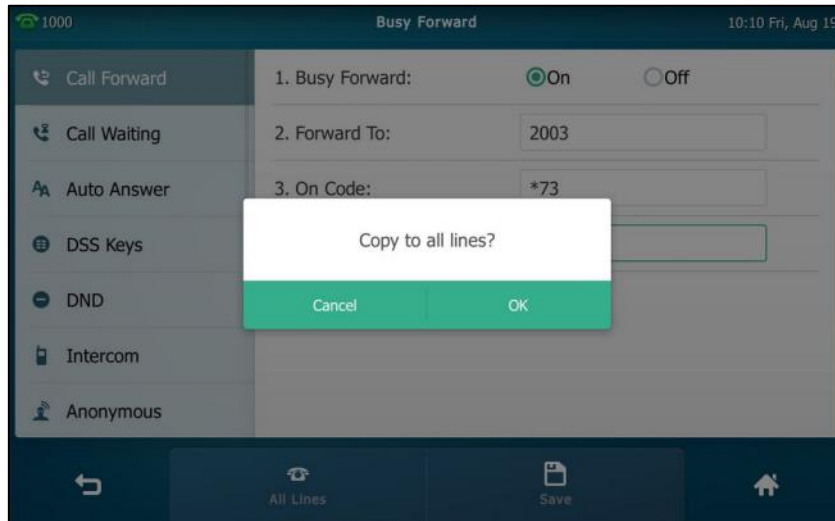 1000 Busy Forward 10:10 Fri, Aug 19
Call Forward 1. Busy Forward: On Off
Call Waiting 2. Forward To: 2003
Auto Answer 3. On Code: *73
DSS Keys
Copy to all lines?
DND
Cancel OK
Intercom
Anonymous
All Lines Save